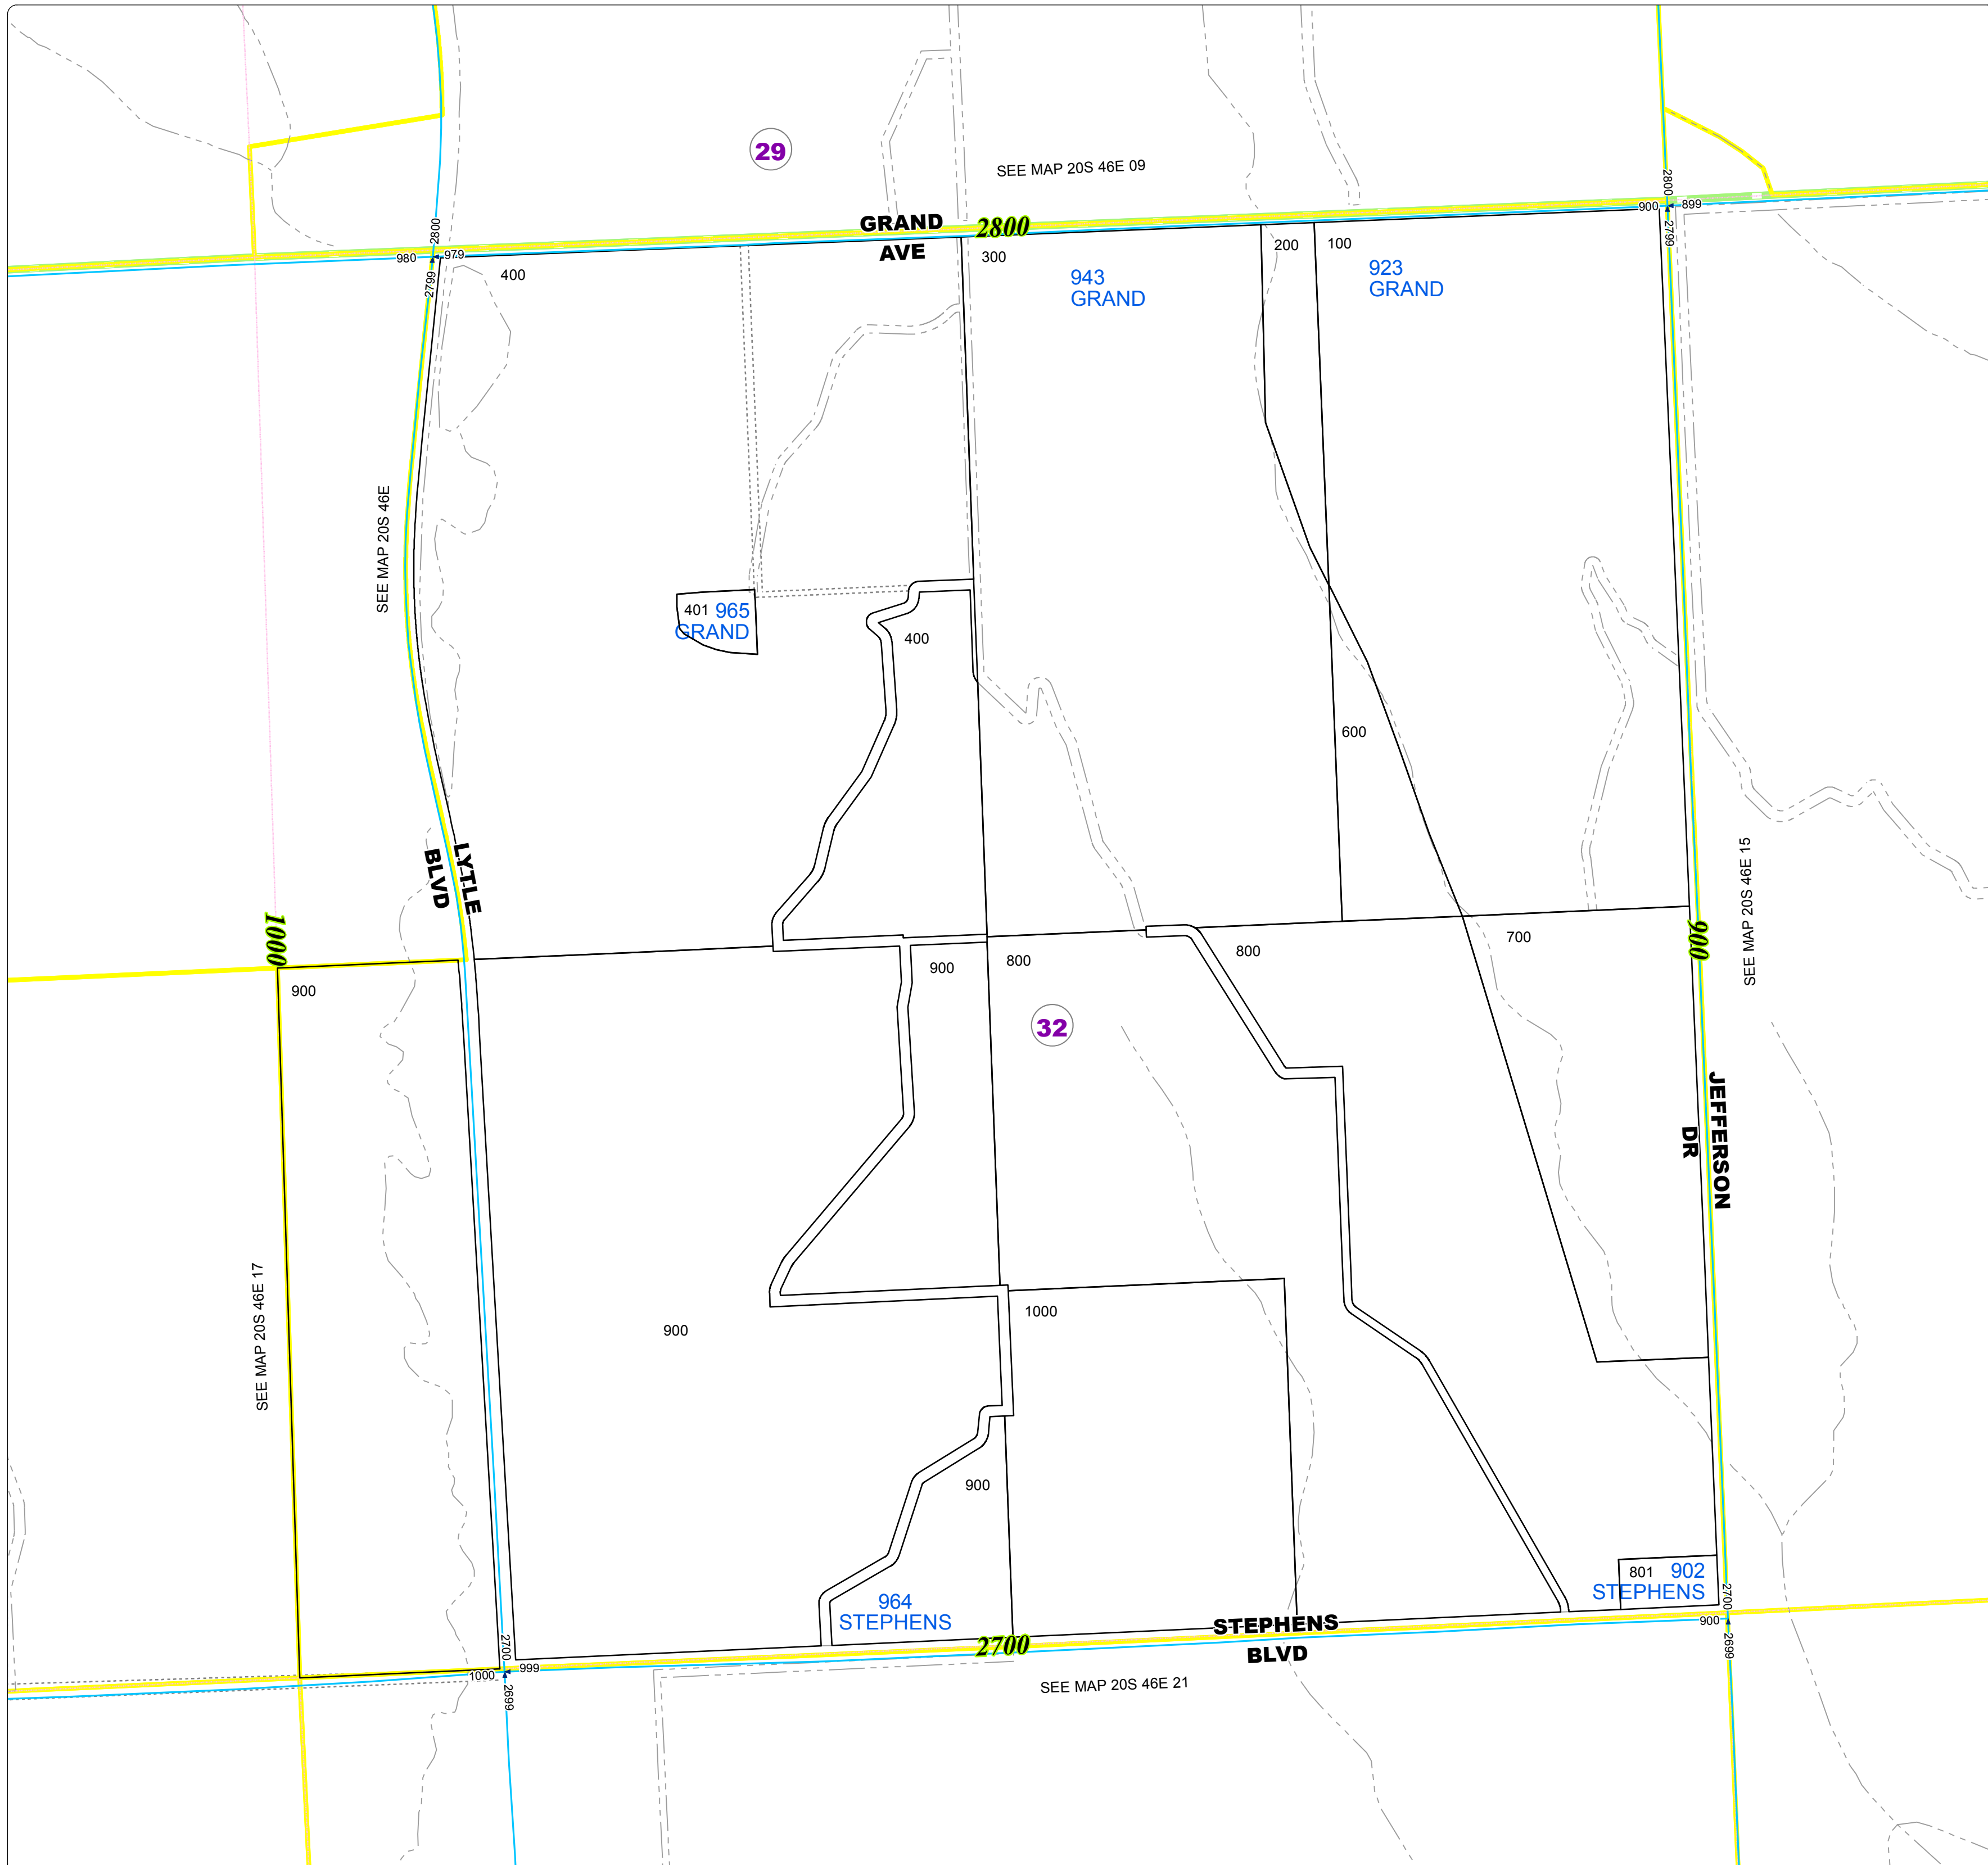 29
SEE MAP 20S 46E 09
GRAND
AVE
2800
2800
2799
980
979
2800
2799
900
899
400
300
200
100
943
GRAND
923
GRAND
SEE MAP 20S 46E
401
965
GRAND
400
600
LYTLE
BLVD
1000
900
SEE MAP 20S 46E 15
900
900
800
800
700
32
JEFFERSON
DR
SEE MAP 20S 46E 17
900
1000
900
964
STEPHENS
801
902
STEPHENS
STEPHENS
BLVD
2700
2700
2699
1000
999
2700
2699
900
SEE MAP 20S 46E 21